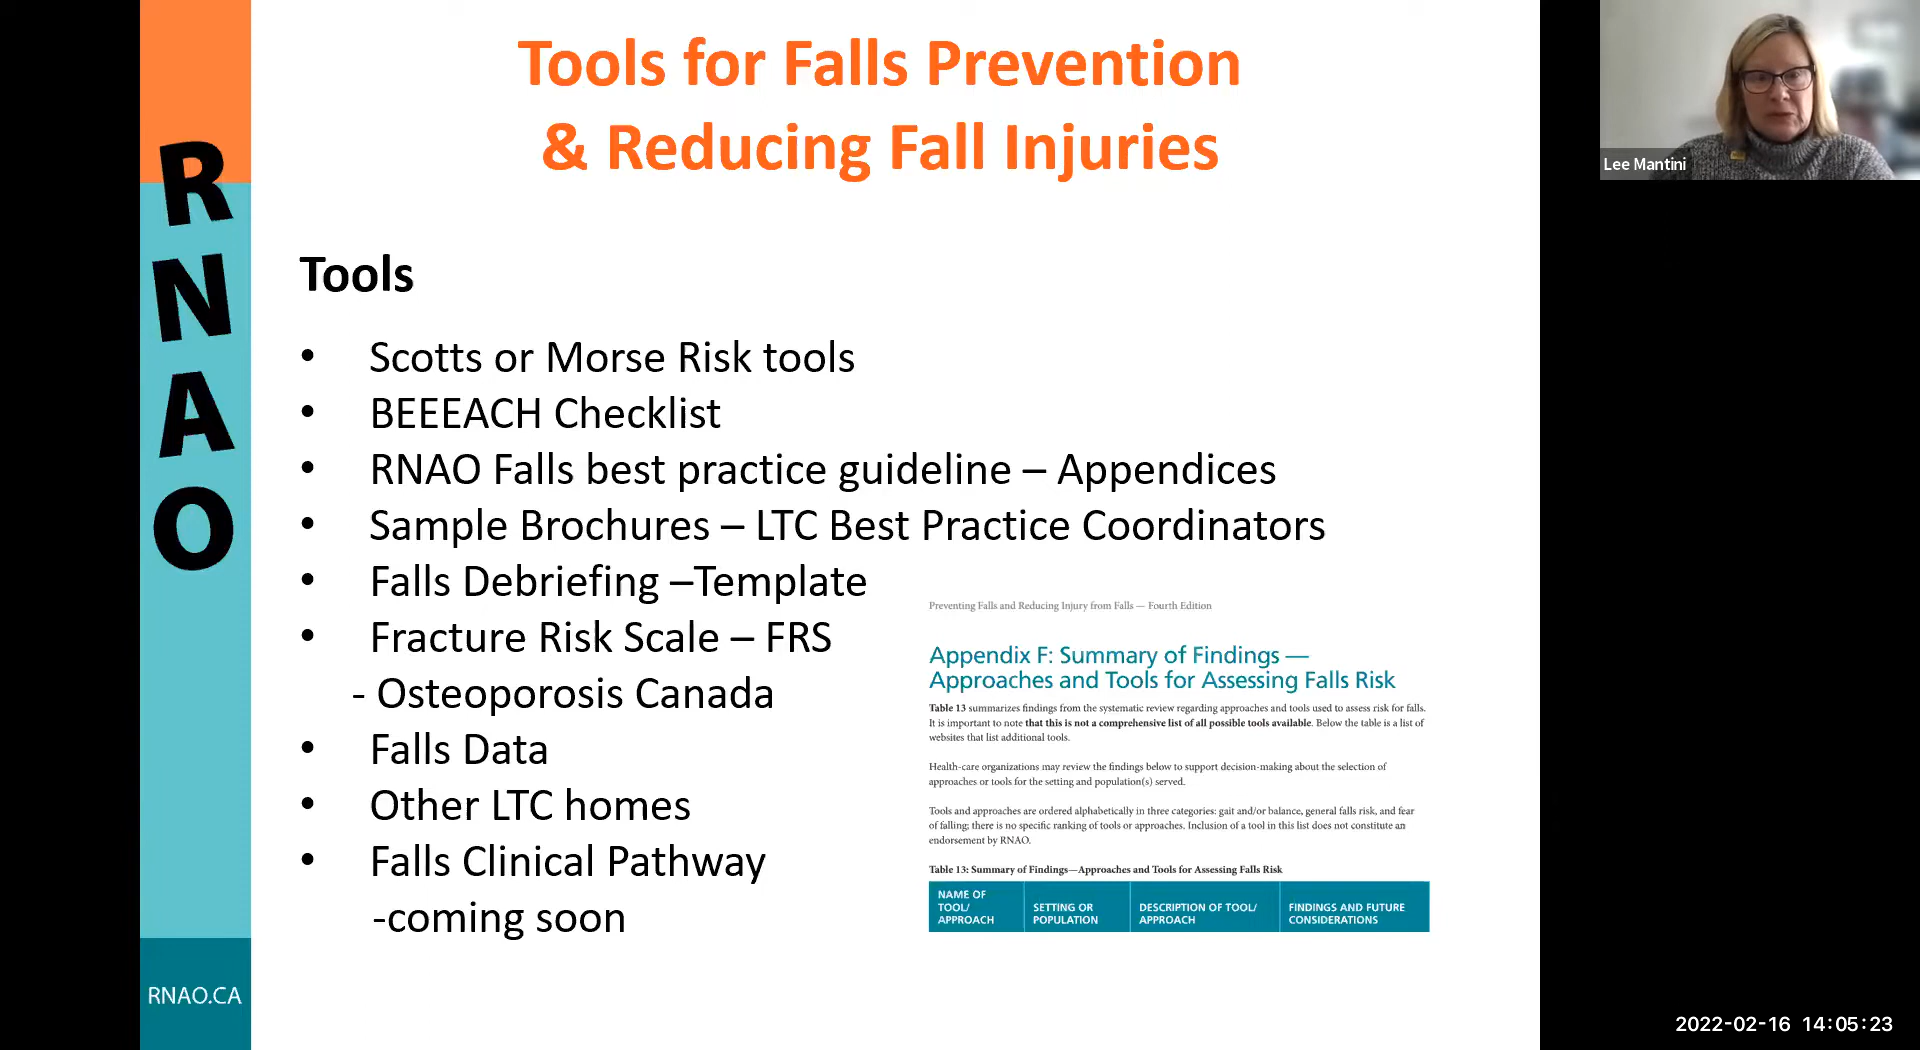 Tools for Falls Prevention
& Reducing Fall Injuries
Lee Mantini
RNAO
Tools
• Scotts or Morse Risk tools
• BEEEACH Checklist
• RNAO Falls best practice guideline – Appendices
• Sample Brochures – LTC Best Practice Coordinators
• Falls Debriefing –Template
• Fracture Risk Scale – FRS
- Osteoporosis Canada
• Falls Data
• Other LTC homes
• Falls Clinical Pathway
-coming soon
Preventing Falls and Reducing Injury from Falls — Fourth Edition
Appendix F: Summary of Findings —
Approaches and Tools for Assessing Falls Risk
Table 13 summarizes findings from the systematic review regarding approaches and tools used to assess risk for falls.
It is important to note that this is not a comprehensive list of all possible tools available. Below the table is a list of
websites that list additional tools.
Health-care organizations may review the findings below to support decision-making about the selection of
approaches or tools for the setting and population(s) served.
Tools and approaches are ordered alphabetically in three categories: gait and/or balance, general falls risk, and fear
of falling; there is no specific ranking of tools or approaches. Inclusion of a tool in this list does not constitute an
endorsement by RNAO.
Table 13: Summary of Findings—Approaches and Tools for Assessing Falls Risk
NAME OF
TOOL/
APPROACH
SETTING OR
POPULATION
DESCRIPTION OF TOOL/
APPROACH
FINDINGS AND FUTURE
CONSIDERATIONS
RNAO.CA
2022-02-16 14:05:23